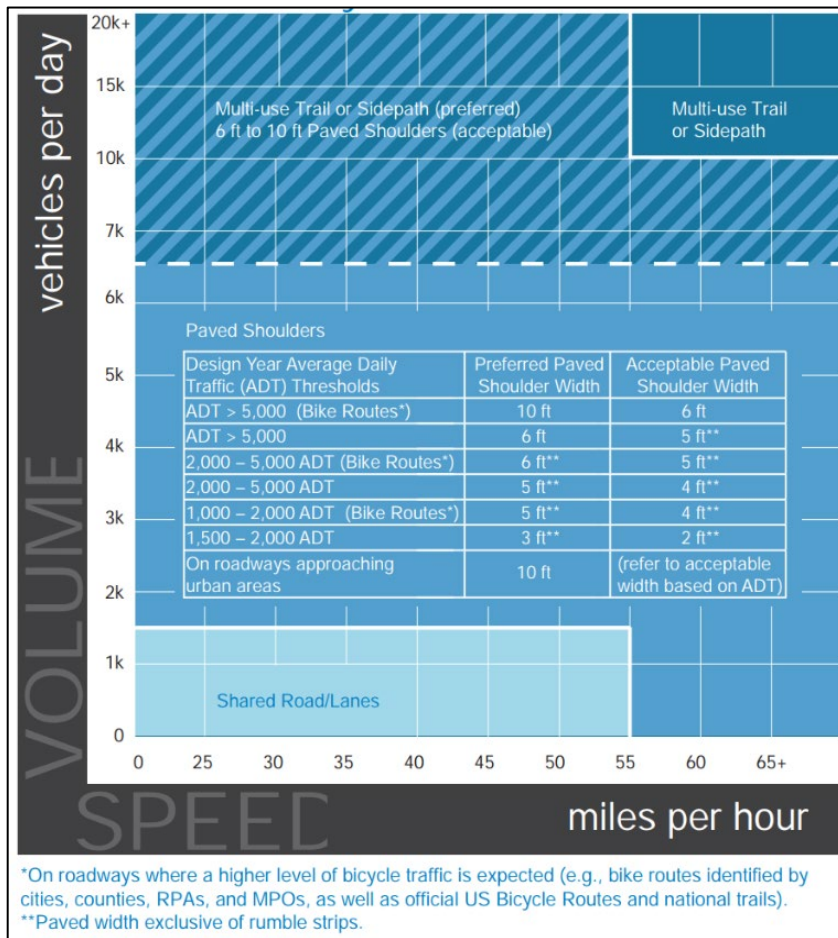 20k+
15k
10k
7k
6k
5k
4k
3k
2k
1k
0
vehicles per day
VOLUME
Multi-use Trail or Sidepath (preferred)
6 ft to 10 ft Paved Shoulders (acceptable)
Multi-use Trail
or Sidepath
Paved Shoulders
Design Year Average Daily Traffic (ADT) Thresholds Preferred Paved Shoulder Width Acceptable Paved Shoulder Width
ADT > 5,000 (Bike Routes*) 10 ft 6 ft
ADT > 5,000 6 ft 5 ft**
2,000 – 5,000 ADT (Bike Routes*) 6 ft** 5 ft**
2,000 – 5,000 ADT 5 ft** 4 ft**
1,000 – 2,000 ADT (Bike Routes*) 5 ft** 4 ft**
1,500 – 2,000 ADT 3 ft** 2 ft**
On roadways approaching urban areas 10 ft (refer to acceptable width based on ADT)
Shared Road/Lanes
0 25 30 35 40 45 50 55 60 65+
SPEED miles per hour
*On roadways where a higher level of bicycle traffic is expected (e.g., bike routes identified by
cities, counties, RPAs, and MPOs, as well as official US Bicycle Routes and national trails).
**Paved width exclusive of rumble strips.